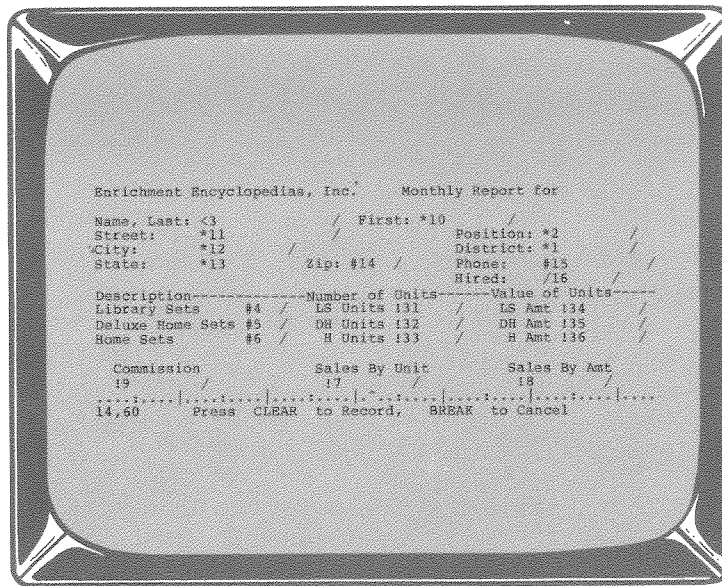 Enrichment Encyclopedias, Inc. Monthly Report for
Name, Last: <3 / First: *10 /
Street: *11 / Position: *2 /
City: *12 / District: *1 /
State: *13 Zip: #14 / Phone: #15 /
Hired: /16 /
Description-------------Number of Units------Value of Units-----
Library Sets #4 / LS Units !31 / LS Amt !34 /
Deluxe Home Sets #5 / DH Units !32 / DH Amt !35 /
Home Sets #6 / H Units !33 / H Amt !36 /
Commission Sales By Unit Sales By Amt
!9 / !7 / !8 /
....:....|....:....|....:....|.^..:....|....:....|....:....|....
14,60 Press CLEAR to Record, BREAK to Cancel